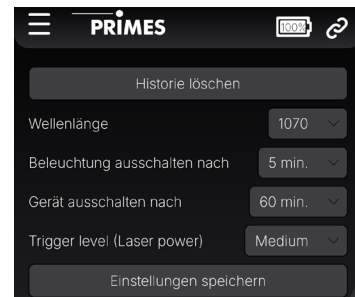 PRIMES
100%
Historie löschen
Wellenlänge 1070
Beleuchtung ausschalten nach 5 min.
Gerät ausschalten nach 60 min.
Trigger level (Laser power) Medium
Einstellungen speichern